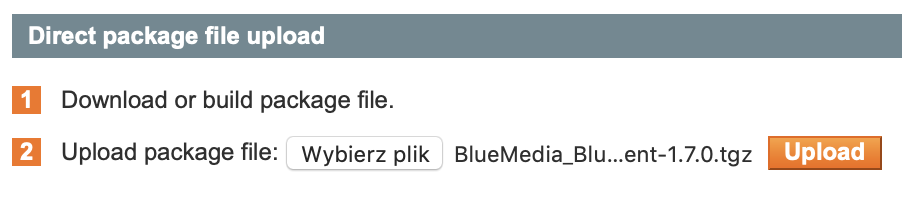 Direct package file upload
1 Download or build package file.
2 Upload package file: Wybierz plik BlueMedia_Blu...ent-1.7.0.tgz Upload